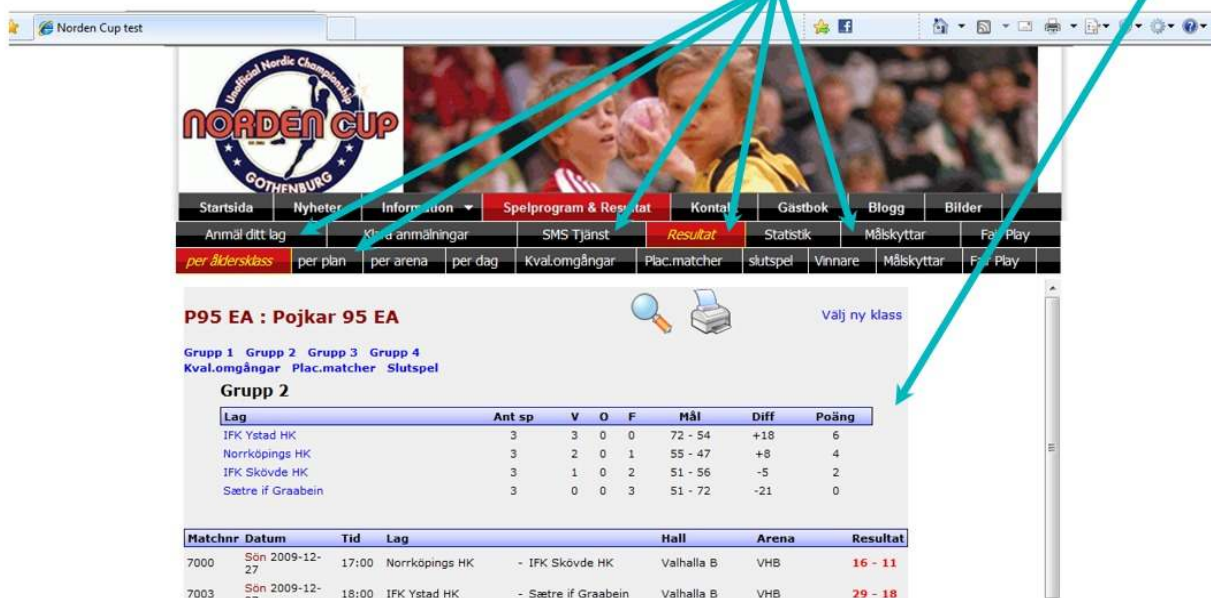 Norden Cup test
Unofficial Nordic Championship
NORDEN CUP
GOTHENBURG
Startsida Nyheter Information Spelprogram & Resultat Kontakt Gästbok Blogg Bilder
Anmäl ditt lag Klara anmälningar SMS Tjänst Resultat Statistik Målskyttar Fair Play
per åldersklass per plan per arena per dag Kval.omgångar Plac.matcher slutspel Vinnare Målskyttar Fair Play
P95 EA : Pojkar 95 EA Välj ny klass
Grupp 1 Grupp 2 Grupp 3 Grupp 4
Kval.omgångar Plac.matcher Slutspel
Grupp 2
Lag Ant sp V O F Mål Diff Poäng
IFK Ystad HK 3 3 0 0 72 - 54 +18 6
Norrköpings HK 3 2 0 1 55 - 47 +8 4
IFK Skövde HK 3 1 0 2 51 - 56 -5 2
Sætre if Graabein 3 0 0 3 51 - 72 -21 0
Matchnr Datum Tid Lag Hall Arena Resultat
7000 Sön 2009-12-27 17:00 Norrköpings HK - IFK Skövde HK Valhalla B VHB 16 - 11
7003 Sön 2009-12- 18:00 IFK Ystad HK - Sætre if Graabein Valhalla B VHB 29 - 18